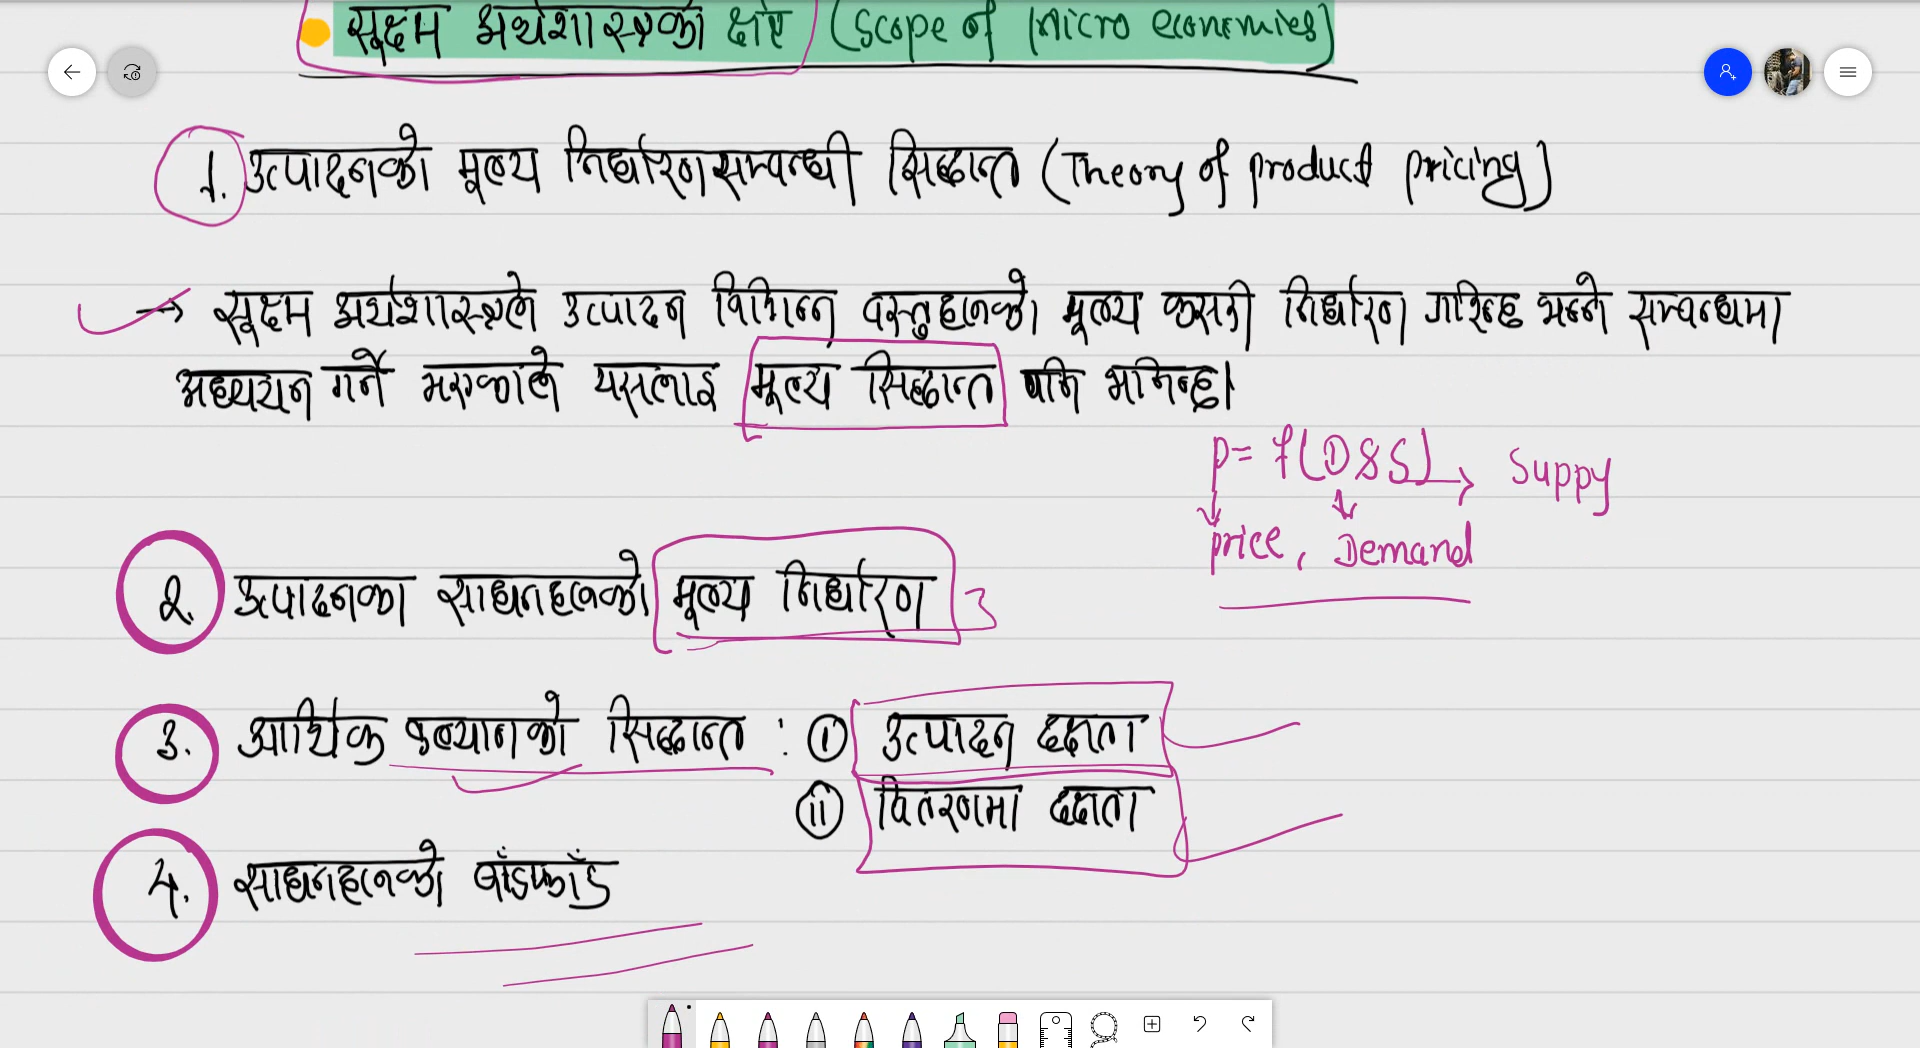 सूक्ष्म अर्थशास्त्रको क्षेत्र (Scope of Micro economics)
1. उत्पादनको मूल्य निर्धारण सम्बन्धी सिद्धान्त (Theory of product pricing)
→ सूक्ष्म अर्थशास्त्रले उत्पादन विभिन्न वस्तुहरूको मूल्य कसरी निर्धारण गरिन्छ भन्ने सम्बन्धमा
अध्ययन गर्ने भएकाले यसलाइ मूल्य सिद्धान्त पनि भनिन्छ।
P = f(D&S) → Suppy
price, Demand
2. उत्पादनका साधनहरूको मूल्य निर्धारण
3. आर्थिक कल्यानको सिद्धान्त : i उत्पादन दक्षता
ii वितरणमा दक्षता
4. साधनहरूको बाँडफाँड